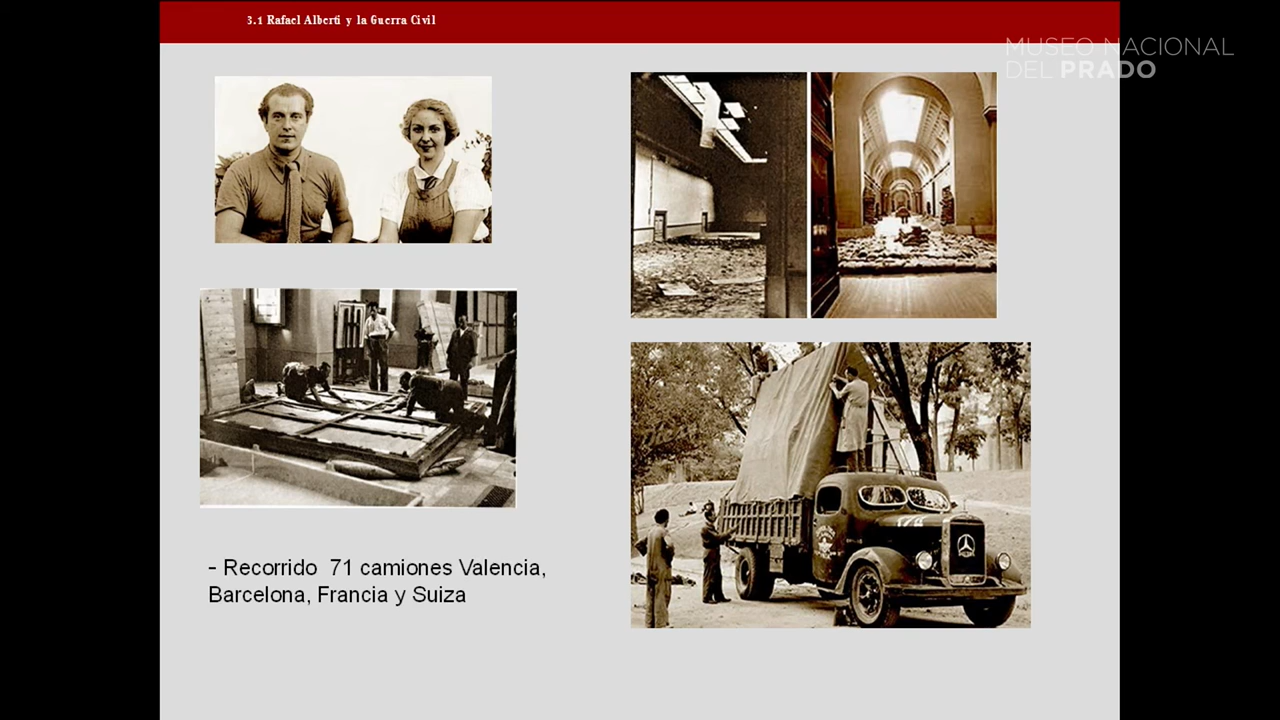 3.1 Rafael Alberti y la Guerra Civil
MUSEO NACIONAL
DEL PRADO
- Recorrido 71 camiones Valencia,
Barcelona, Francia y Suiza